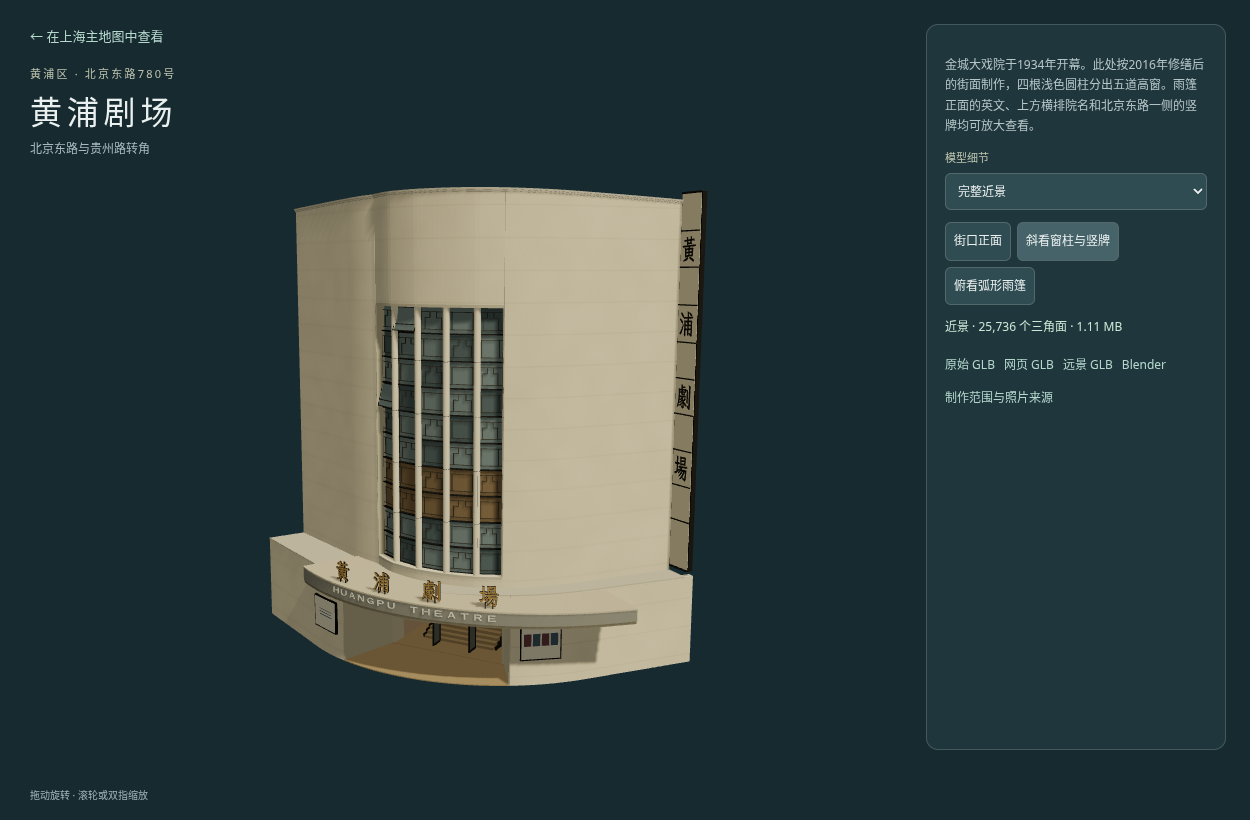 ← 在上海主地图中查看
黄浦区 · 北京东路780号
黄浦剧场
北京东路与贵州路转角
黃
浦
劇
場
黃 浦 劇 場
HUANGPU THEATRE
金城大戏院于1934年开幕。此处按2016年修缮后
的街面制作，四根浅色圆柱分出五道高窗。雨篷
正面的英文、上方横排院名和北京东路一侧的竖
牌均可放大查看。
模型细节
完整近景
街口正面
斜看窗柱与竖牌
俯看弧形雨篷
近景 · 25,736 个三角面 · 1.11 MB
原始 GLB 网页 GLB 远景 GLB Blender
制作范围与照片来源
拖动旋转 · 滚轮或双指缩放